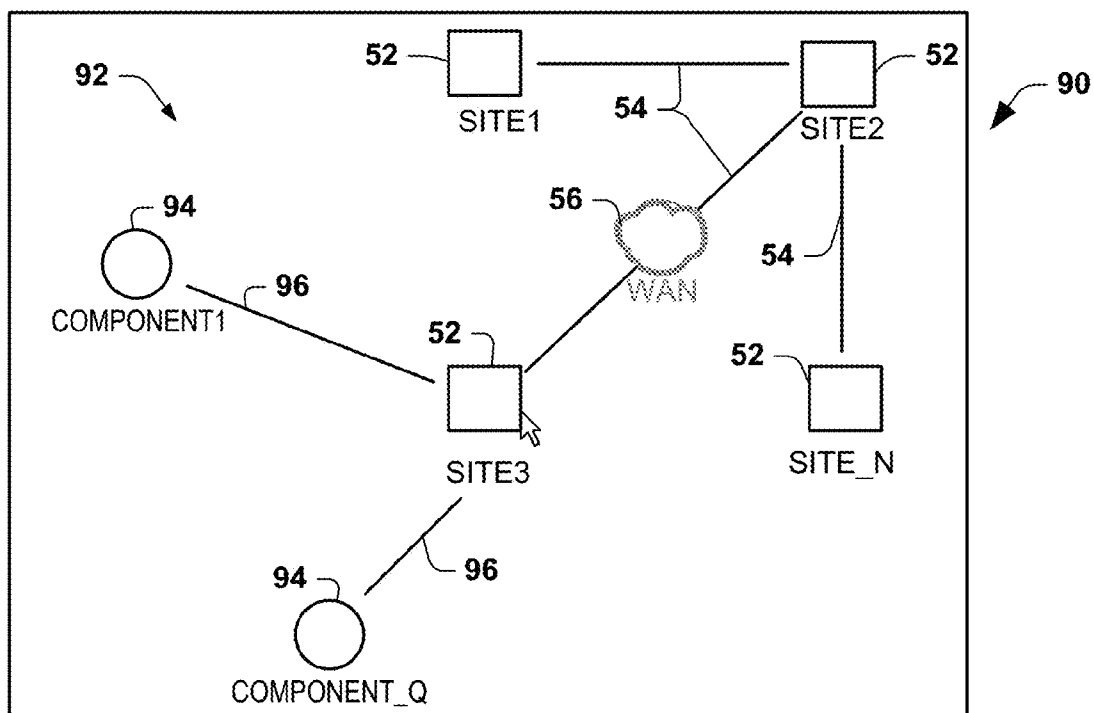 52
52
92
90
54
SITE1
SITE2
94
56
54
96
WAN
COMPONENT1
52
52
SITE3
SITE_N
96
94
COMPONENT_Q